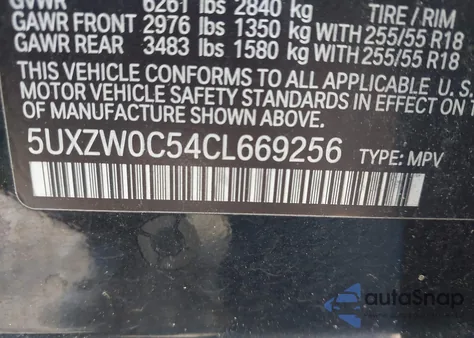 GVWR 6261 lbs 2840 kg TIRE / RIM
GAWR FRONT 2976 lbs 1350 kg WITH 255/55 R18
GAWR REAR 3483 lbs 1580 kg WITH 255/55 R18
THIS VEHICLE CONFORMS TO ALL APPLICABLE U. S.
MOTOR VEHICLE SAFETY STANDARDS IN EFFECT ON
OF MANUFACTURE SHOWN ABOVE.
5UXZW0C54CL669256 TYPE: MPV
autoSnap